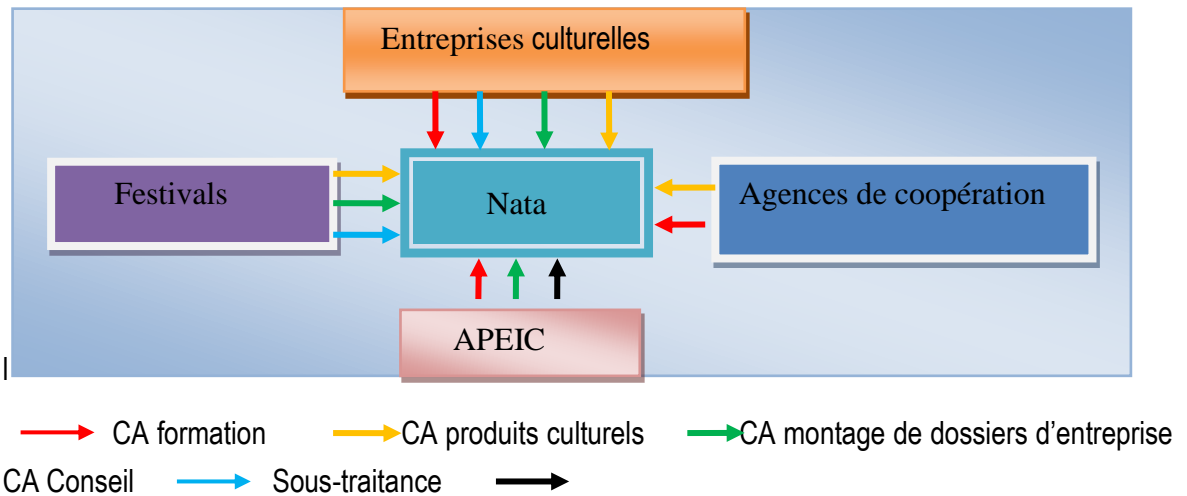 Entreprises culturelles
Festivals
Nata
Agences de coopération
APEIC
l
CA formation CA produits culturels CA montage de dossiers d'entreprise
CA Conseil Sous-traitance